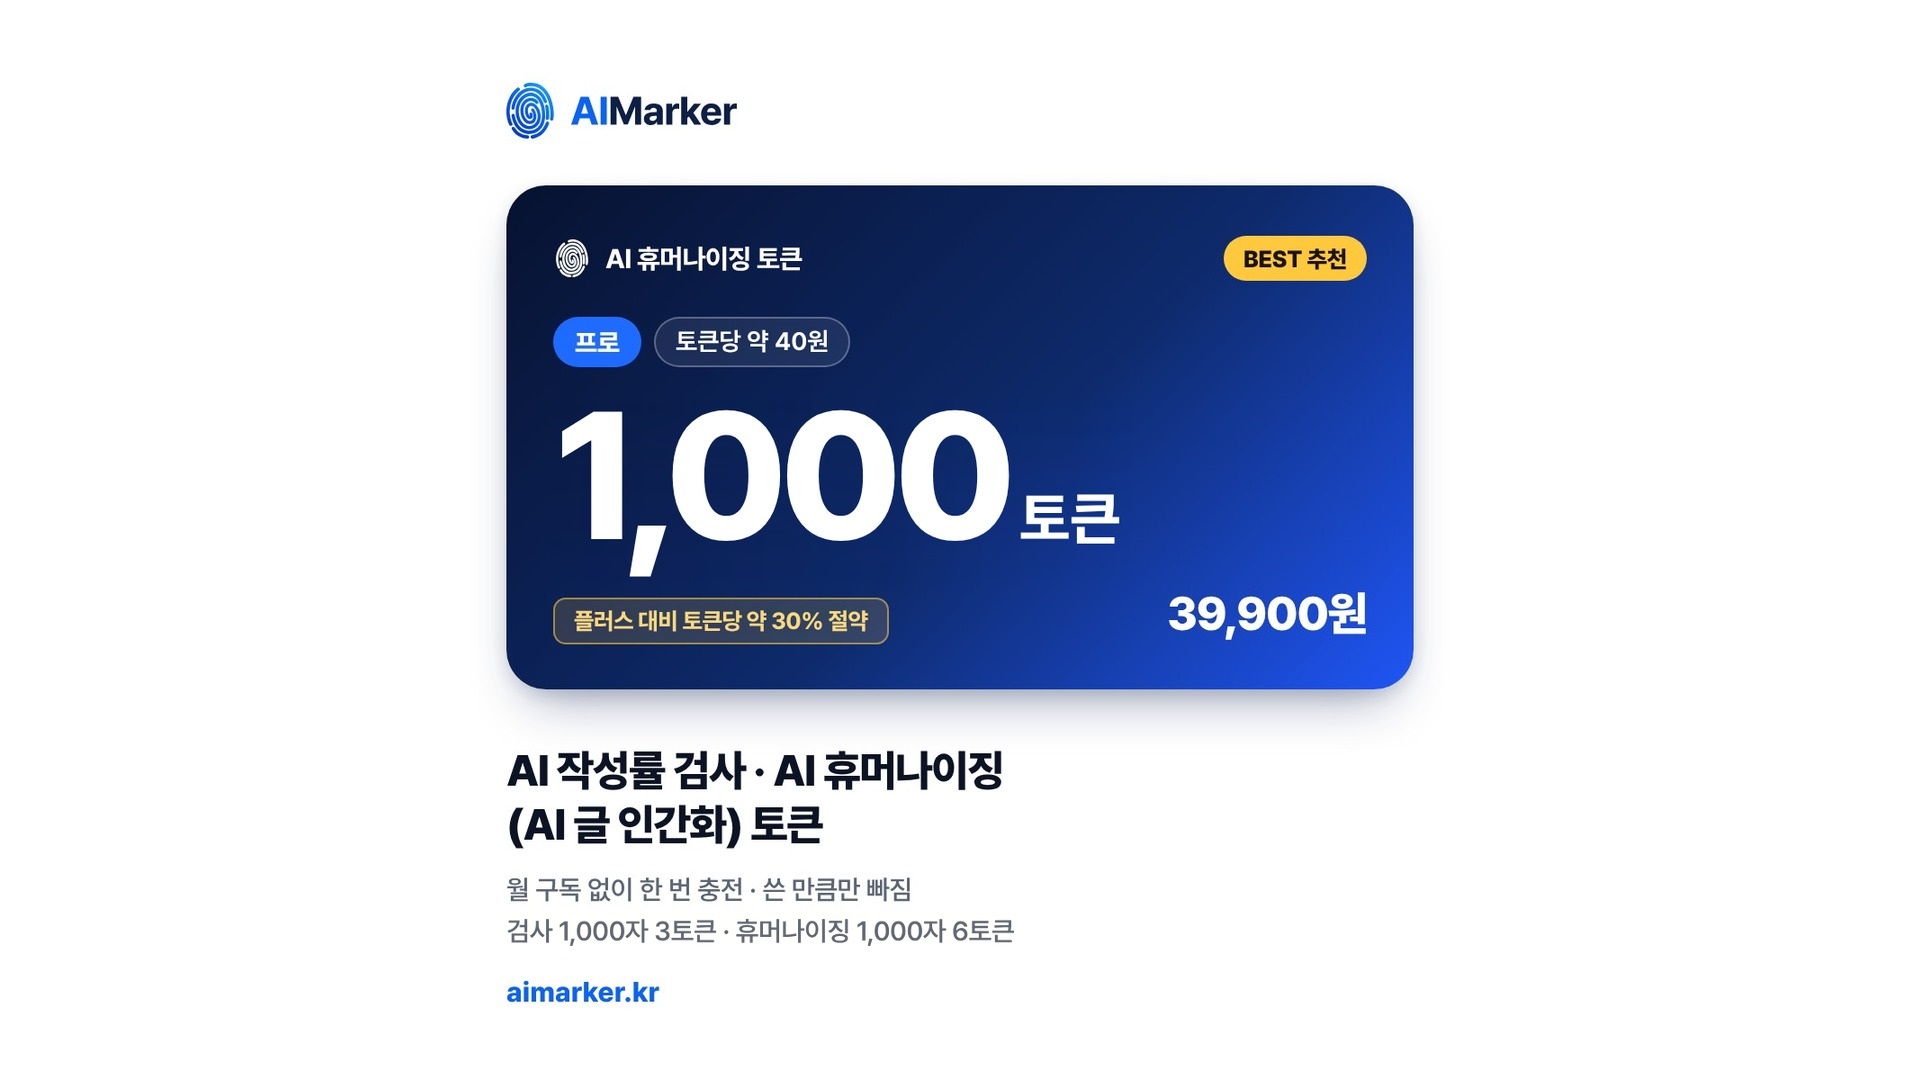 AIMarker
AI 휴머나이징 토큰
BEST 추천
프로
토큰당 약 40원
1,000 토큰
플러스 대비 토큰당 약 30% 절약
39,900원
AI 작성률 검사 · AI 휴머나이징
(AI 글 인간화) 토큰
월 구독 없이 한 번 충전 · 쓴 만큼만 빠짐
검사 1,000자 3토큰 · 휴머나이징 1,000자 6토큰
aimarker.kr